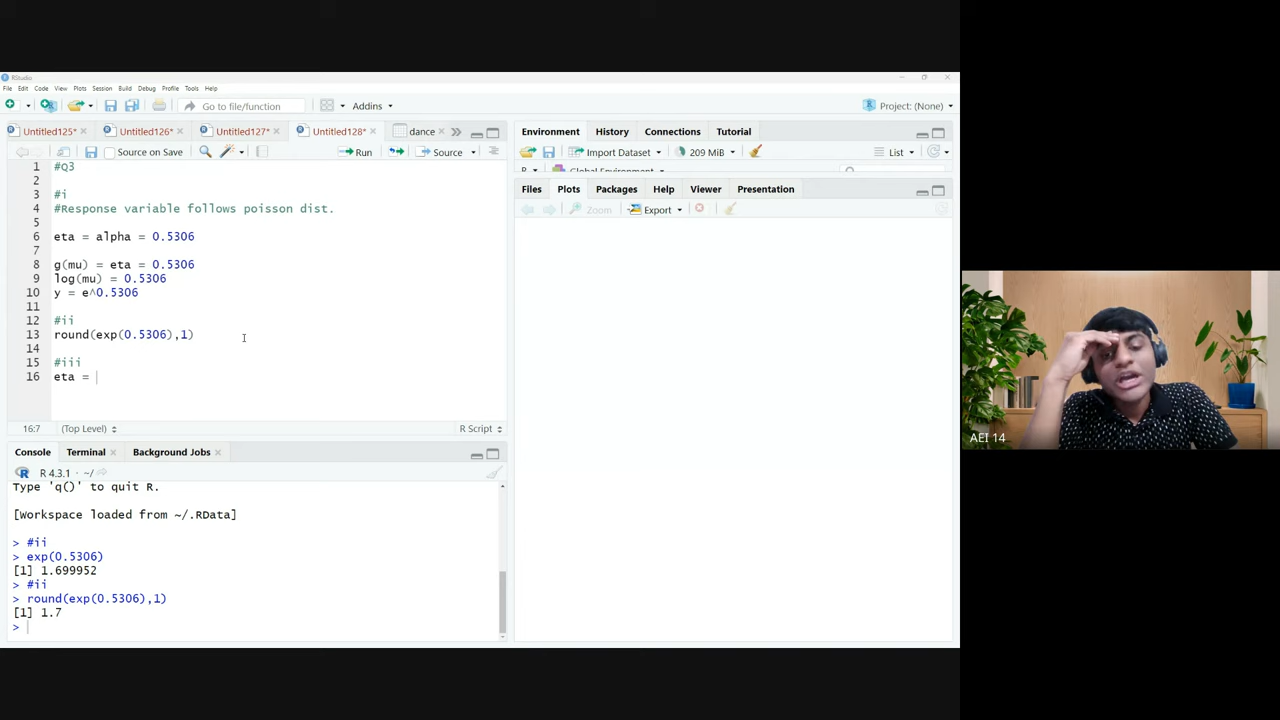 RStudio
File Edit Code View Plots Session Build Debug Profile Tools Help
Go to file/function Addins Project: (None)
Untitled125* Untitled126* Untitled127* Untitled128* dance
Source on Save Run Source
1 #Q3
2
3 #i
4 #Response variable follows poisson dist.
5
6 eta = alpha = 0.5306
7
8 g(mu) = eta = 0.5306
9 log(mu) = 0.5306
10 y = e^0.5306
11
12 #ii
13 round(exp(0.5306),1)
14
15 #iii
16 eta =
16:7 (Top Level) R Script
Console Terminal Background Jobs
R 4.3.1 · ~/
Type 'q()' to quit R.
[Workspace loaded from ~/.RData]
> #ii
> exp(0.5306)
[1] 1.699952
> #ii
> round(exp(0.5306),1)
[1] 1.7
>
Environment History Connections Tutorial
Import Dataset 209 MiB List
R Global Environment
Files Plots Packages Help Viewer Presentation
Zoom Export
AEI 14